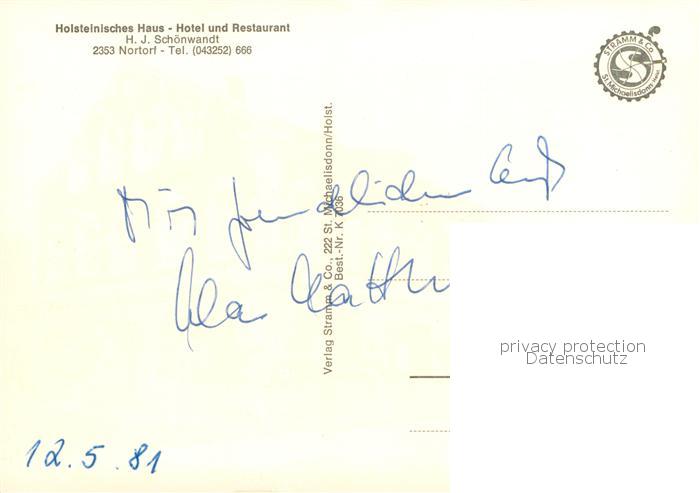 Holsteinisches Haus - Hotel und Restaurant
H. J. Schönwandt
2353 Nortorf - Tel. (043252) 666
STRAMM & Co.
St. Michaelisdonn
Verlag Stramm & Co., 222 St. Michaelisdonn/Holst.
Best.-Nr. K 7036
Mit freundlichem Gruß
privacy protection
Datenschutz
12.5.81